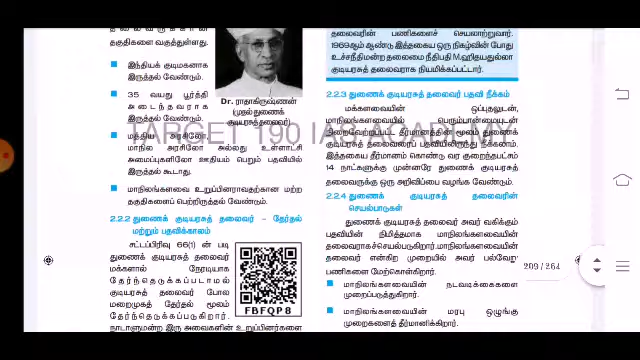 தகுதிகளை வகுத்துள்ளது.
இந்தியக் குடிமகனாக
இருத்தல் வேண்டும்.
35 வயது பூர்த்தி
அடைந்தவராக
இருத்தல் வேண்டும்.
மத்திய அரசிலோ,
மாநில அரசிலோ அல்லது உள்ளாட்சி
அமைப்புகளிலோ ஊதியம் பெறும் பதவியில்
இருத்தல் கூடாது.
மாநிலங்களவை உறுப்பினராவதற்கான மற்ற
தகுதிகளைப் பெற்றிருத்தல் வேண்டும்.
Dr. ராதாகிருஷ்ணன்
(முதல் துணைக்
குடியரசுத்தலைவர்)
2.2.2 துணைக் குடியரசுத் தலைவர் – தேர்தல்
மற்றும் பதவிக்காலம்
சட்டப்பிரிவு 66(1) ன் படி
துணைக் குடியரசுத் தலைவர்
மக்களால் நேரடியாக
தேர்ந்தெடுக்கப்படாமல்
குடியரசுத் தலைவர் போல
மறைமுகத் தேர்தல் மூலம்
தேர்ந்தெடுக்கப்படுகிறார்.
நாடாளுமன்ற இரு அவைகளின் உறுப்பினர்களை
FBFQP8
தலைவரின் பணிகளைச் செயலாற்றுவார்.
1969ஆம் ஆண்டு இத்தகைய ஒரு நிகழ்வின் போது
உச்சநீதிமன்ற தலைமை நீதிபதி M.ஹிதயதுல்லா
குடியரசுத் தலைவராக நியமிக்கப்பட்டார்.
2.2.3 துணைக் குடியரசுத் தலைவர் பதவி நீக்கம்
மக்களவையின் ஒப்புதலுடன்,
மாநிலங்களவையில் பெரும்பான்மையுடன்
நிறைவேற்றப்பட்ட தீர்மானத்தின் மூலம் துணைக்
குடியரசுத் தலைவரைப் பதவியிலிருந்து நீக்கலாம்.
இத்தகைய தீர்மானம் கொண்டு வர குறைந்தபட்சம்
14 நாட்களுக்கு முன்னரே துணைக் குடியரசுத்
தலைவருக்கு ஒரு அறிவிப்பை வழங்க வேண்டும்.
2.2.4 துணைக் குடியரசுத் தலைவரின்
செயல்பாடுகள்
துணைக் குடியரசுத் தலைவர் அவர் வகிக்கும்
பதவியின் நிமித்தமாக மாநிலங்களவையின்
தலைவராகச் செயல்படுகிறார். மாநிலங்களவையின்
தலைவர் என்கிற முறையில் அவர் பல்வேறு
பணிகளை மேற்கொள்கிறார்.
மாநிலங்களவையின் நடவடிக்கைகளை
முறைப்படுத்துகிறார்.
மாநிலங்களவையின் மரபு ஒழுங்கு
முறைகளைத் தீர்மானிக்கிறார்.
TARGET 190 IAS ACADEMY
209 / 264